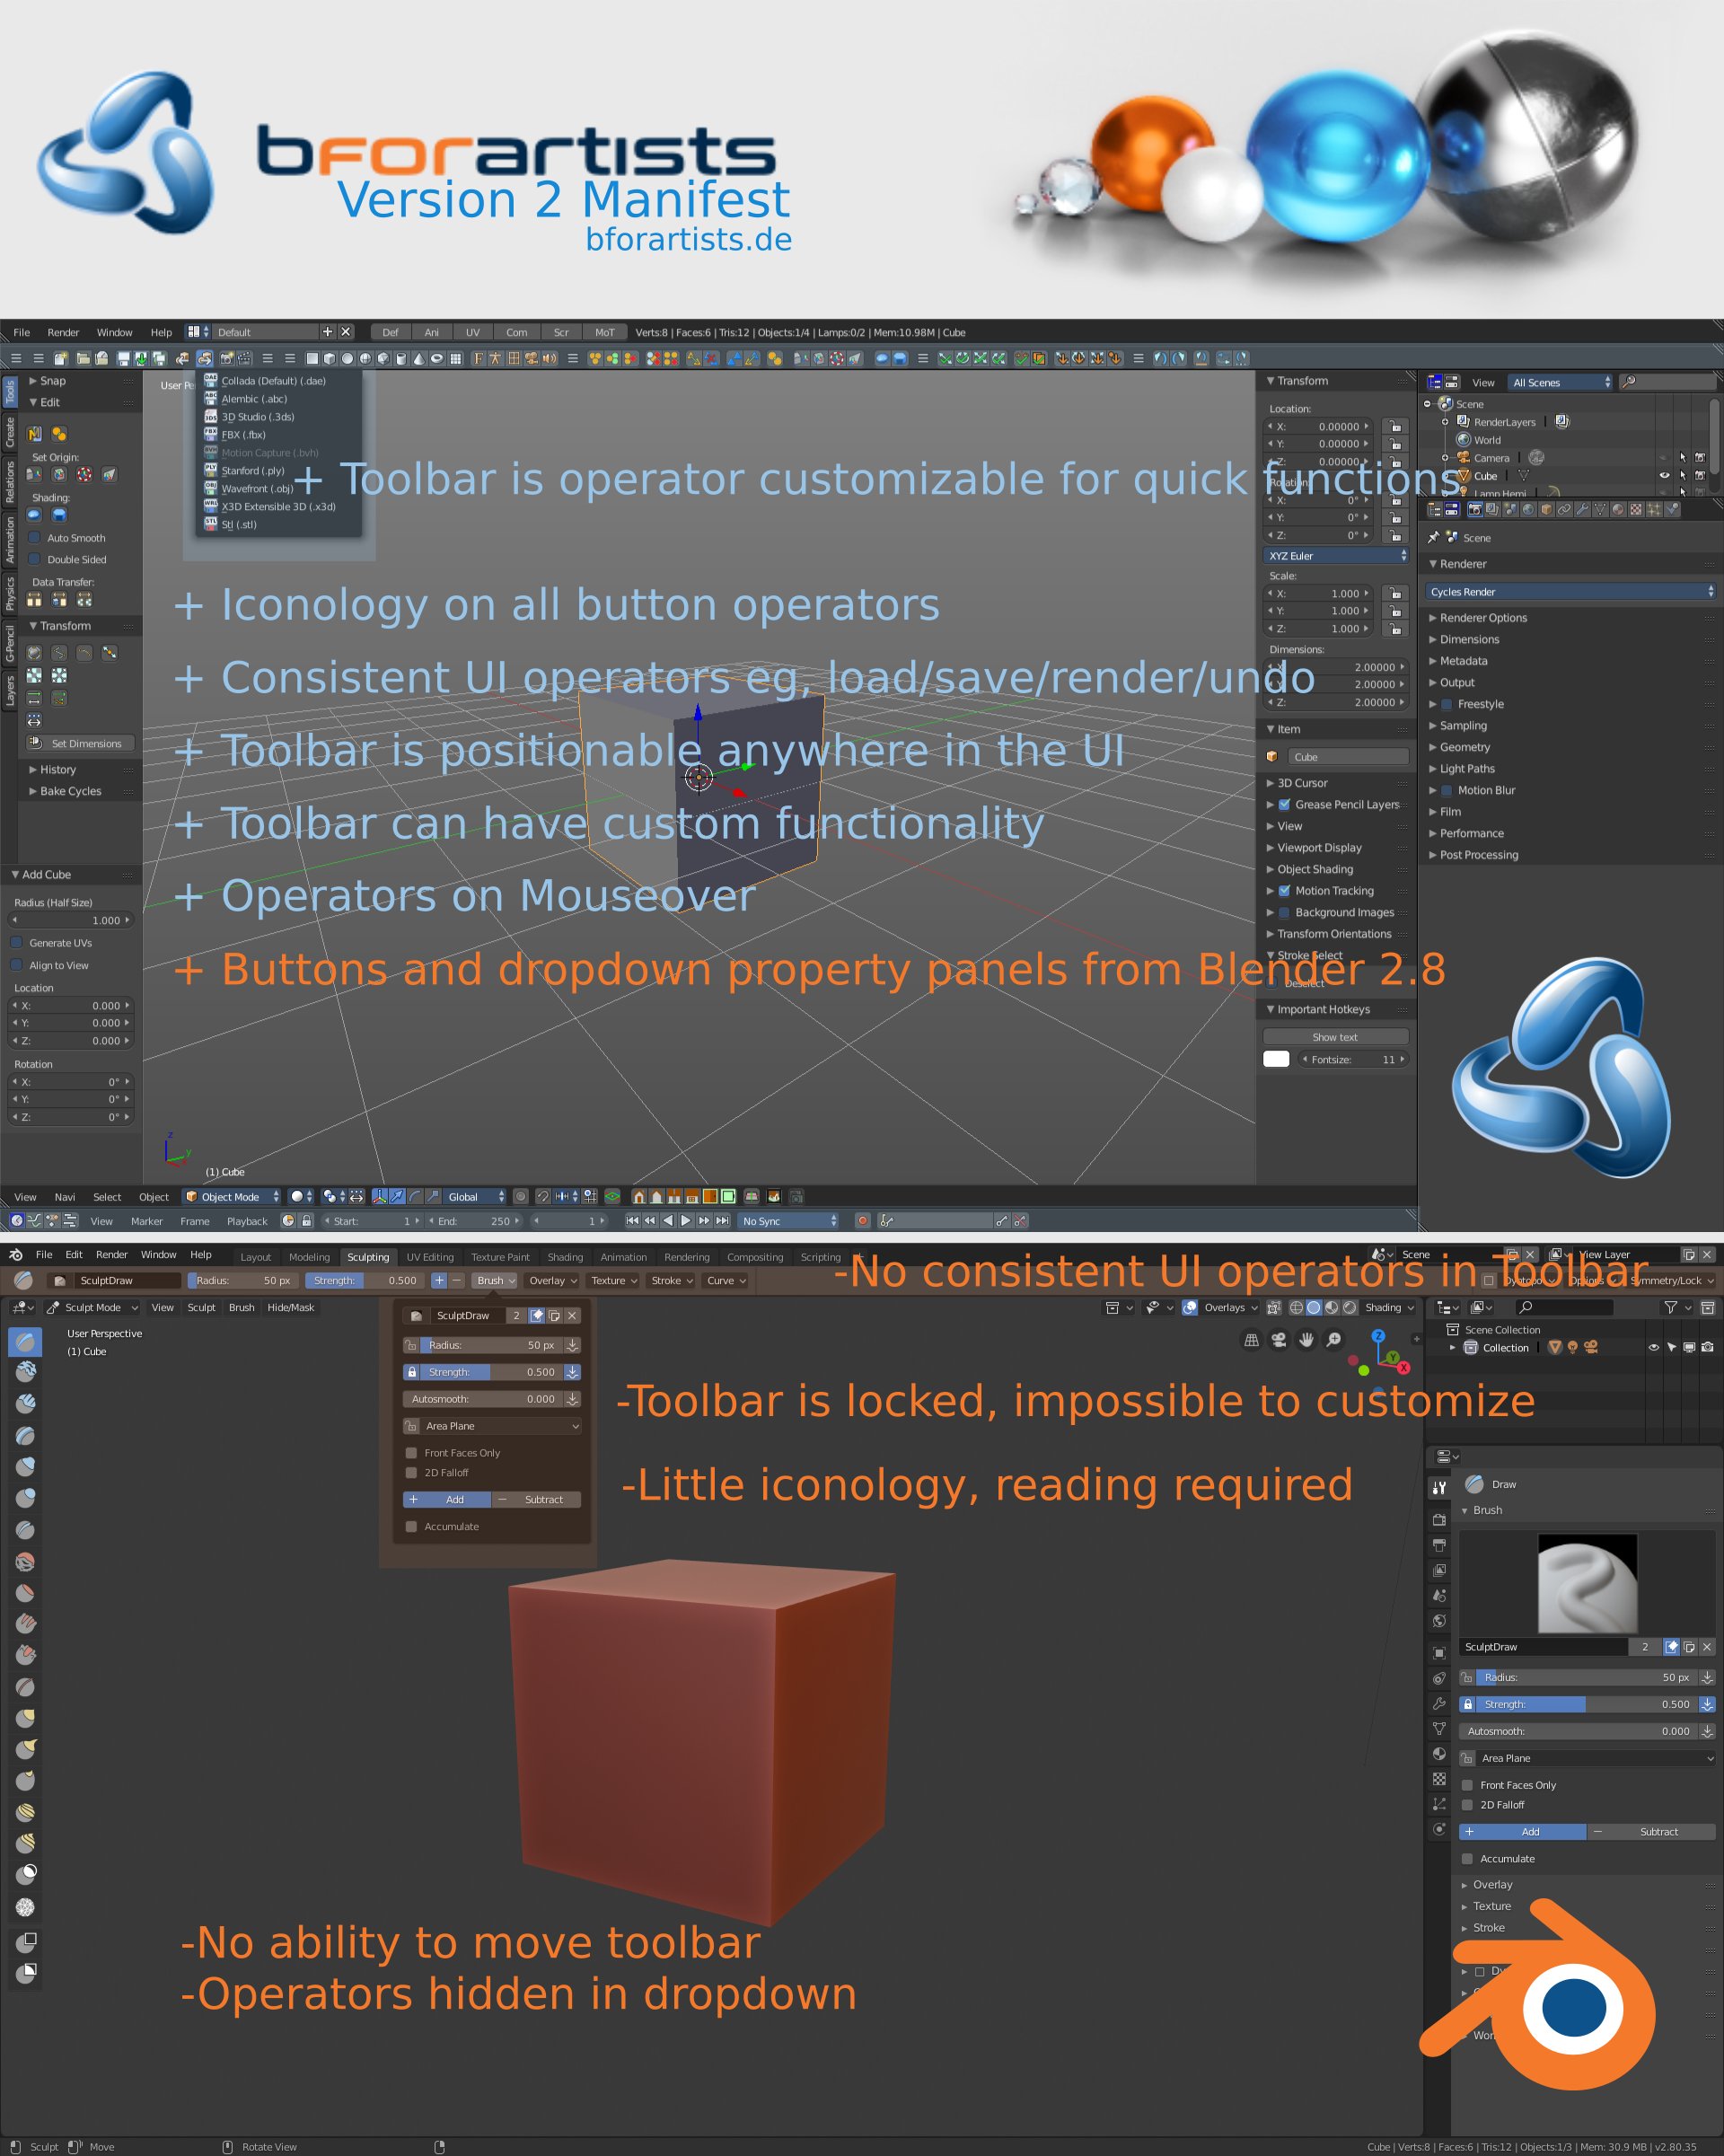 bforartists
Version 2 Manifest
bforartists.de
File Render Window Help Default Def Ani UV Com Scr MoT Verts:8 | Faces:6 | Tris:12 | Objects:1/4 | Lamps:0/2 | Mem:10.98M | Cube
Tools
Create
Relations
Animation
Physics
G-Pencil
Layers
Snap
Edit
Set Origin:
Shading:
Auto Smooth
Double Sided
Data Transfer:
Transform
Set Dimensions
History
Bake Cycles
Add Cube
Radius (Half Size)
1.000
Generate UVs
Align to View
Location
X: 0.000
Y: 0.000
Z: 0.000
Rotation
X: 0°
Y: 0°
Z: 0°
User Pe
Collada (Default) (.dae)
Alembic (.abc)
3D Studio (.3ds)
FBX (.fbx)
Motion Capture (.bvh)
Stanford (.ply)
Wavefront (.obj)
X3D Extensible 3D (.x3d)
Stl (.stl)
+ Toolbar is operator customizable for quick functions
+ Iconology on all button operators
+ Consistent UI operators eg, load/save/render/undo
+ Toolbar is positionable anywhere in the UI
+ Toolbar can have custom functionality
+ Operators on Mouseover
+ Buttons and dropdown property panels from Blender 2.8
(1) Cube
Transform
Location:
X: 0.00000
Y: 0.00000
Z: 0.00000
Rotation:
X: 0°
Y: 0°
Z: 0°
XYZ Euler
Scale:
X: 1.000
Y: 1.000
Z: 1.000
Dimensions:
X: 2.00000
Y: 2.00000
Z: 2.00000
Item
Cube
3D Cursor
Grease Pencil Layers
View
Viewport Display
Object Shading
Motion Tracking
Background Images
Transform Orientations
Stroke Select
Deselect
Important Hotkeys
Show text
Fontsize: 11
View All Scenes
Scene
RenderLayers
World
Camera
Cube
Lamp Hemi
Scene
Renderer
Cycles Render
Renderer Options
Dimensions
Metadata
Output
Freestyle
Sampling
Geometry
Light Paths
Motion Blur
Film
Performance
Post Processing
View Navi Select Object Object Mode Global
View Marker Frame Playback Start: 1 End: 250 1 No Sync
File Edit Render Window Help Layout Modeling Sculpting UV Editing Texture Paint Shading Animation Rendering Compositing Scripting + Scene View Layer
-No consistent UI operators in Toolbar
SculptDraw Radius: 50 px Strength: 0.500 + − Brush Overlay Texture Stroke Curve Dyntopo Options Symmetry/Lock
Sculpt Mode View Sculpt Brush Hide/Mask Overlays Shading
User Perspective
(1) Cube
SculptDraw 2
Radius: 50 px
Strength: 0.500
Autosmooth: 0.000
Area Plane
Front Faces Only
2D Falloff
+ Add − Subtract
Accumulate
Z
Y
X
-Toolbar is locked, impossible to customize
-Little iconology, reading required
-No ability to move toolbar
-Operators hidden in dropdown
Scene Collection
Collection
Draw
Brush
SculptDraw 2
Radius: 50 px
Strength: 0.500
Autosmooth: 0.000
Area Plane
Front Faces Only
2D Falloff
+ Add − Subtract
Accumulate
Overlay
Texture
Stroke
Sculpt Move Rotate View Cube | Verts:8 | Faces:6 | Tris:12 | Objects:1/3 | Mem: 30.9 MB | v2.80.35